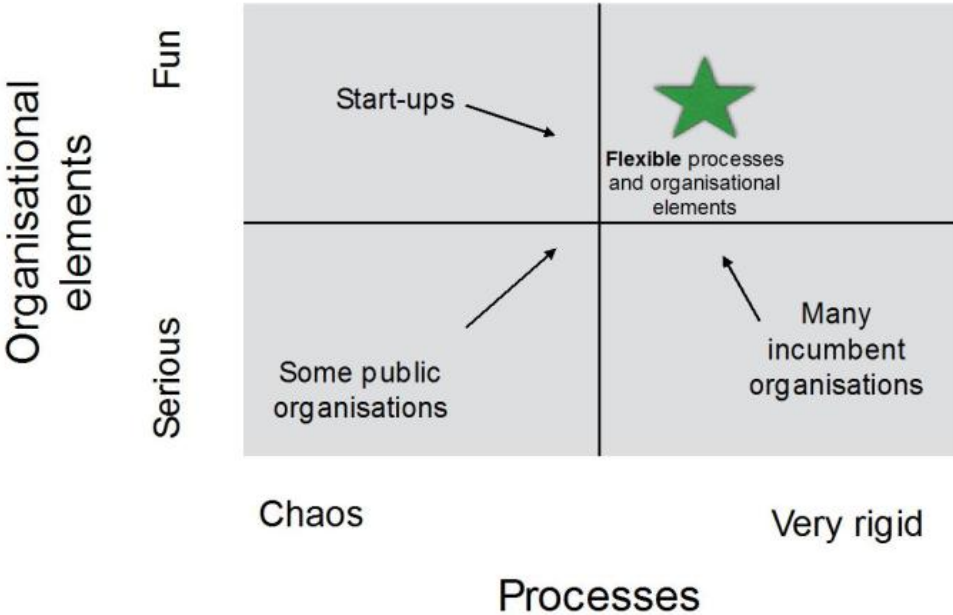 Organisational
elements
Fun
Serious
Start-ups
Flexible processes
and organisational
elements
Some public
organisations
Many
incumbent
organisations
Chaos
Very rigid
Processes